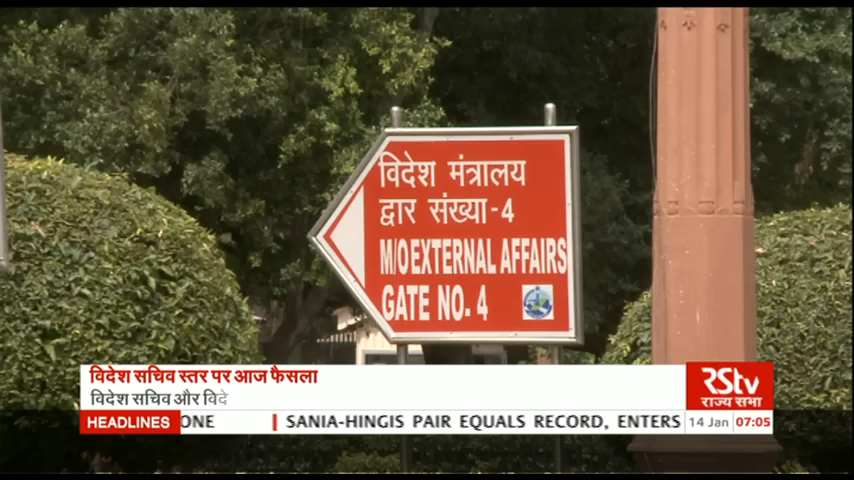 विदेश मंत्रालय
द्वार संख्या-4
M/O EXTERNAL AFFAIRS
GATE NO. 4
विदेश सचिव स्तर पर आज फैसला
विदेश सचिव और विदे
RSTV
राज्य सभा
HEADLINES ONE SANIA-HINGIS PAIR EQUALS RECORD, ENTERS 14 Jan 07:05